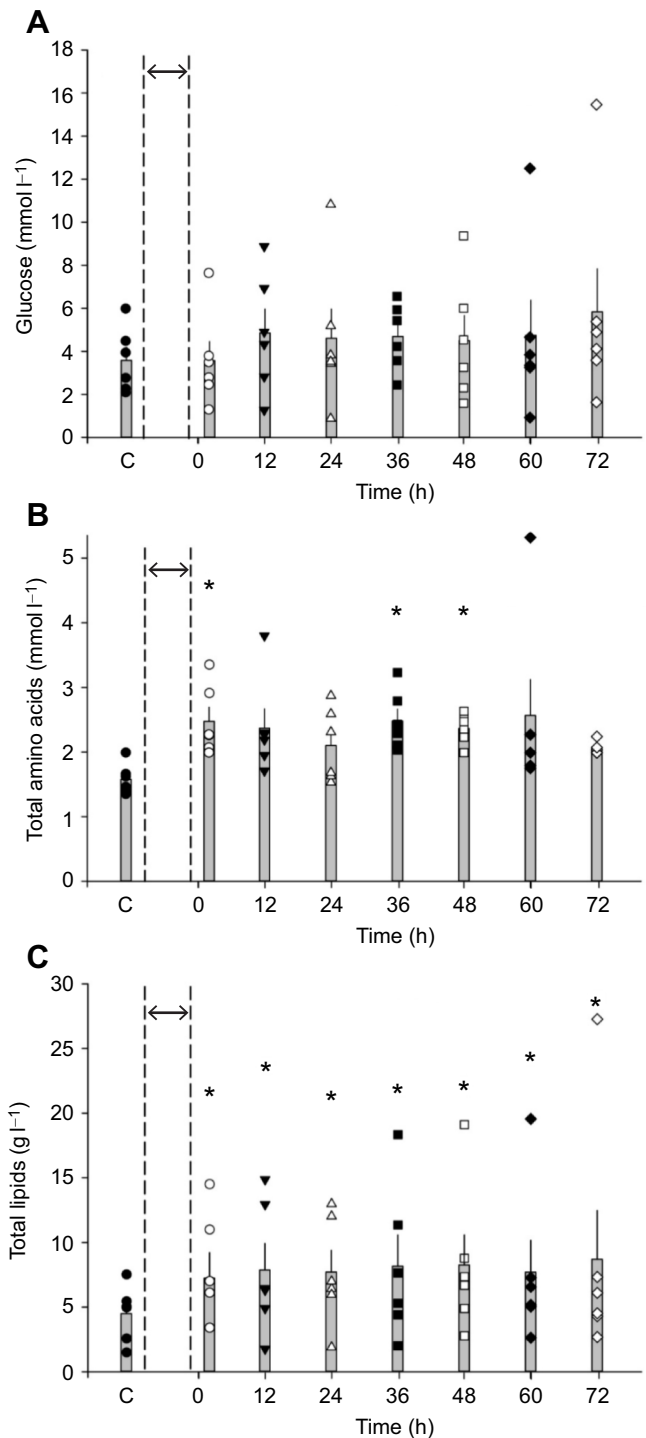 A
18
16
14
12
10
8
6
4
2
0
Glucose (mmol l−1)
C 0 12 24 36 48 60 72
Time (h)
B
5
4
3
2
1
0
Total amino acids (mmol l−1)
* * *
C 0 12 24 36 48 60 72
Time (h)
C
30
25
20
15
10
5
0
Total lipids (g l−1)
* * * * * * *
C 0 12 24 36 48 60 72
Time (h)